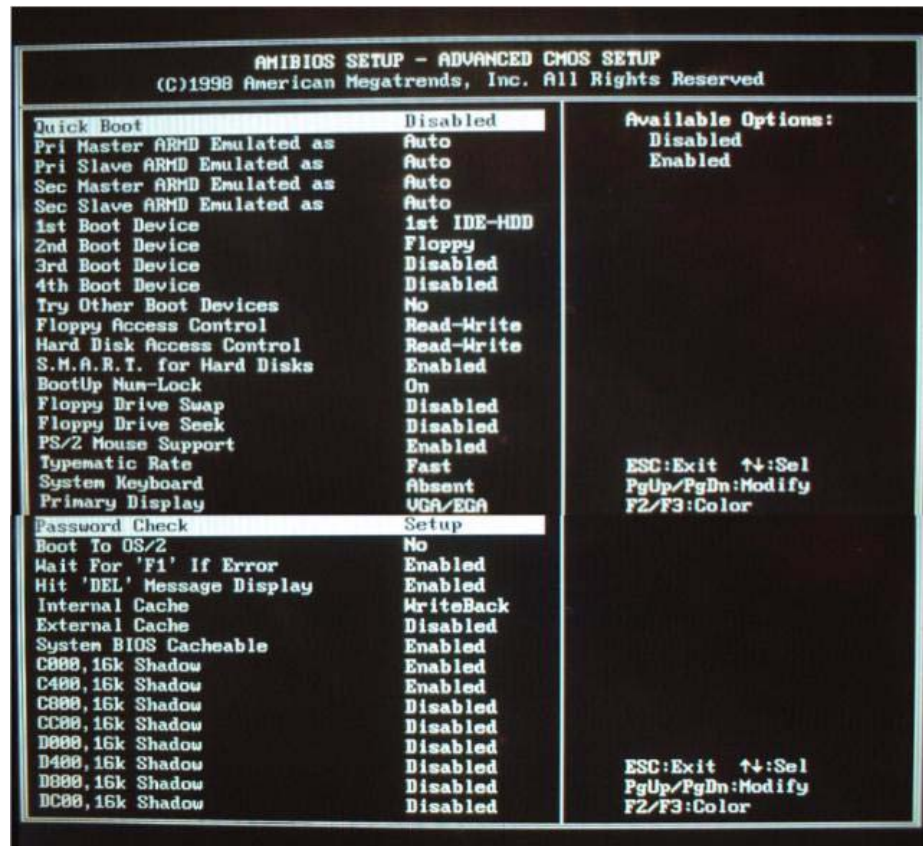 AMIBIOS SETUP - ADVANCED CMOS SETUP
(C)1998 American Megatrends, Inc. All Rights Reserved
Quick Boot Disabled
Pri Master ARMD Emulated as Auto
Pri Slave ARMD Emulated as Auto
Sec Master ARMD Emulated as Auto
Sec Slave ARMD Emulated as Auto
1st Boot Device 1st IDE-HDD
2nd Boot Device Floppy
3rd Boot Device Disabled
4th Boot Device Disabled
Try Other Boot Devices No
Floppy Access Control Read-Write
Hard Disk Access Control Read-Write
S.M.A.R.T. for Hard Disks Enabled
BootUp Num-Lock On
Floppy Drive Swap Disabled
Floppy Drive Seek Disabled
PS/2 Mouse Support Enabled
Typematic Rate Fast
System Keyboard Absent
Primary Display VGA/EGA
Available Options:
Disabled
Enabled
ESC:Exit ↑↓:Sel
PgUp/PgDn:Modify
F2/F3:Color
Password Check Setup
Boot To OS/2 No
Wait For 'F1' If Error Enabled
Hit 'DEL' Message Display Enabled
Internal Cache WriteBack
External Cache Disabled
System BIOS Cacheable Enabled
C000,16k Shadow Enabled
C400,16k Shadow Enabled
C800,16k Shadow Disabled
CC00,16k Shadow Disabled
D000,16k Shadow Disabled
D400,16k Shadow Disabled
D800,16k Shadow Disabled
DC00,16k Shadow Disabled
ESC:Exit ↑↓:Sel
PgUp/PgDn:Modify
F2/F3:Color